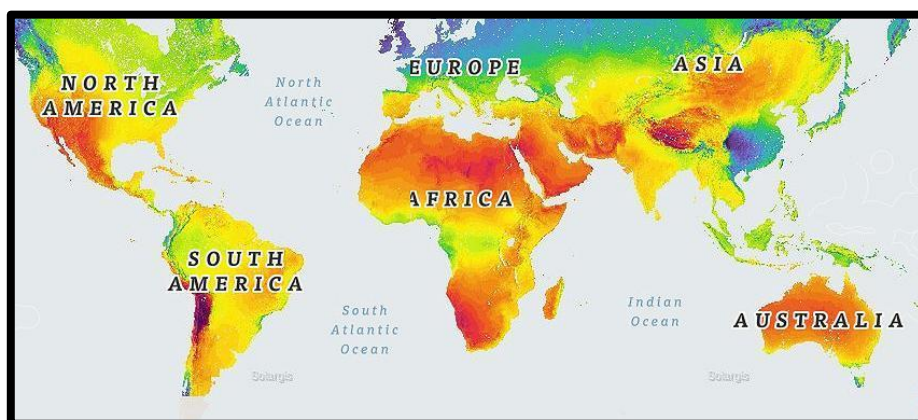 NORTH
AMERICA
North
Atlantic
Ocean
EUROPE
ASIA
AFRICA
SOUTH
AMERICA
South
Atlantic
Ocean
Indian
Ocean
AUSTRALIA
Solargis
Solargis